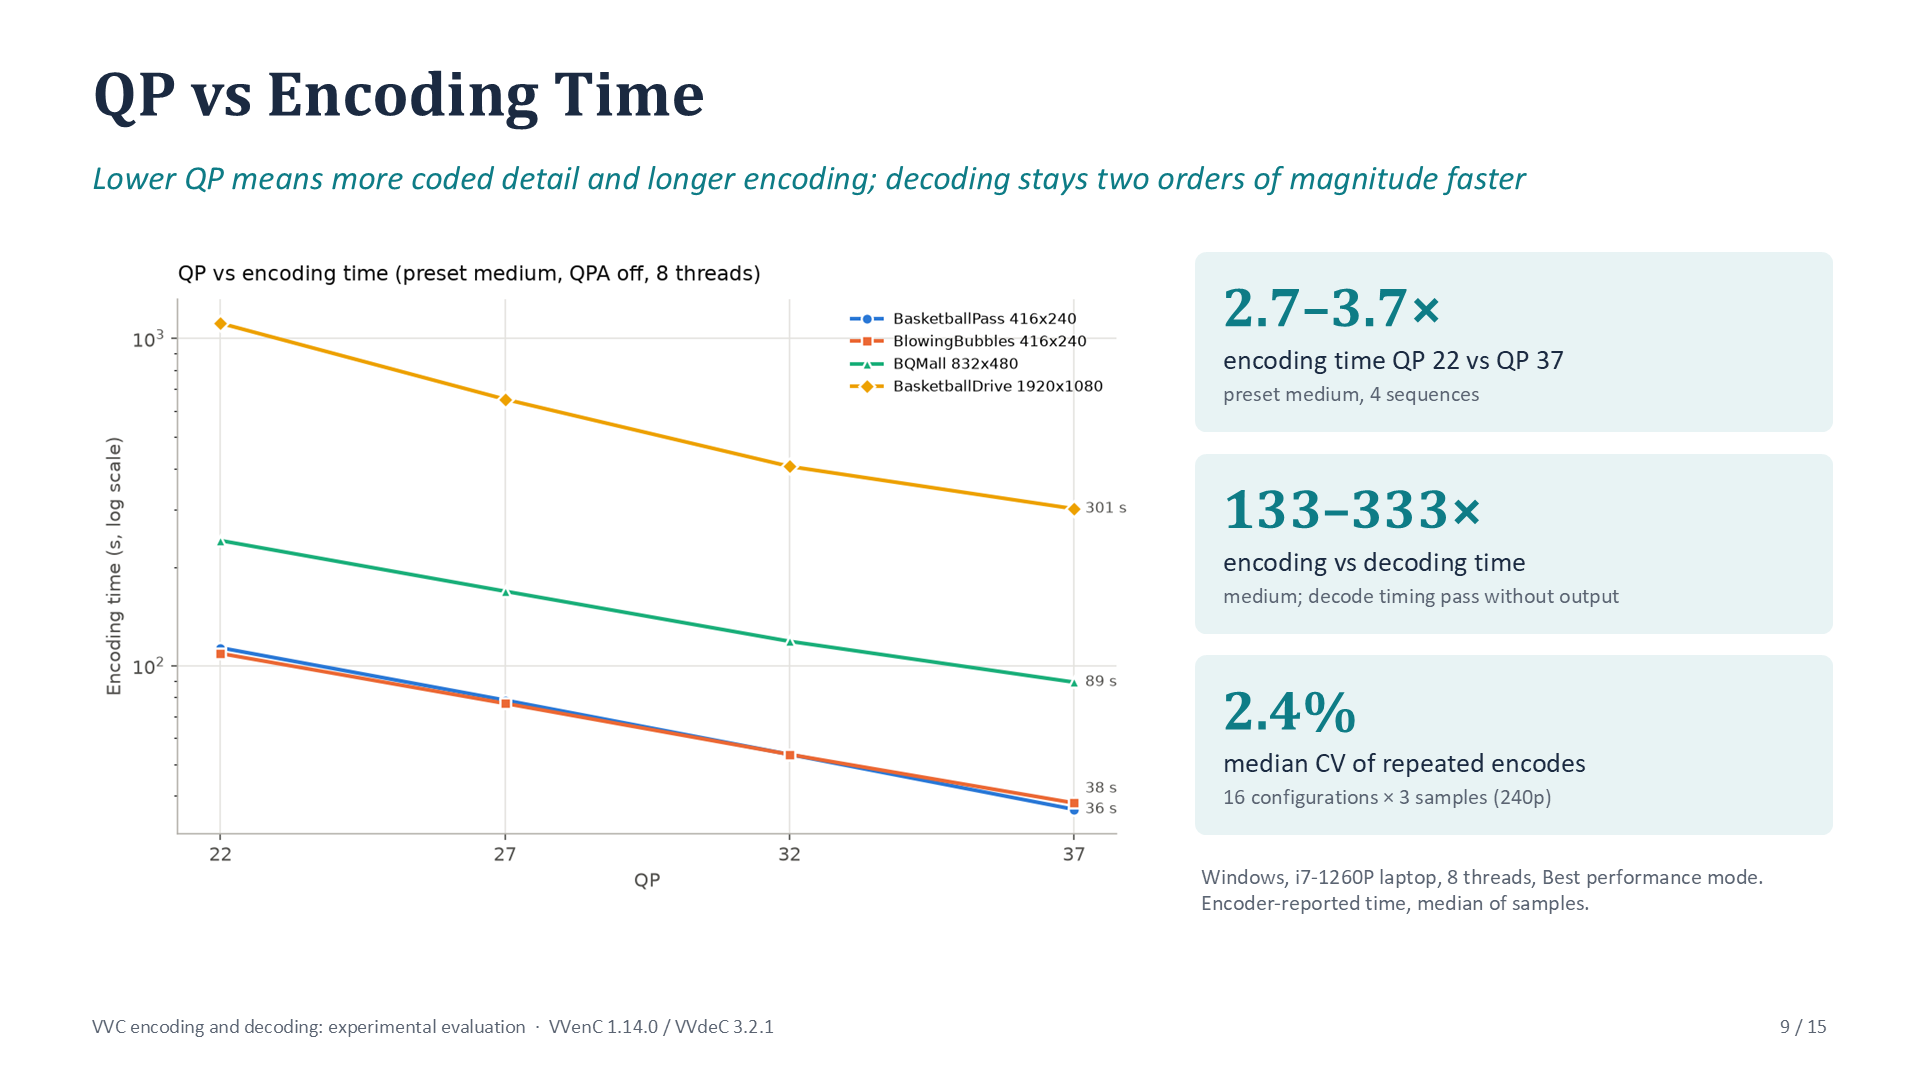 QP vs Encoding Time
Lower QP means more coded detail and longer encoding; decoding stays two orders of magnitude faster
QP vs encoding time (preset medium, QPA off, 8 threads)
BasketballPass 416x240
BlowingBubbles 416x240
BQMall 832x480
BasketballDrive 1920x1080
Encoding time (s, log scale)
10³
10²
301 s
89 s
38 s
36 s
22 27 32 37
QP
2.7–3.7×
encoding time QP 22 vs QP 37
preset medium, 4 sequences
133–333×
encoding vs decoding time
medium; decode timing pass without output
2.4%
median CV of repeated encodes
16 configurations × 3 samples (240p)
Windows, i7-1260P laptop, 8 threads, Best performance mode.
Encoder-reported time, median of samples.
VVC encoding and decoding: experimental evaluation · VVenC 1.14.0 / VVdeC 3.2.1
9 / 15